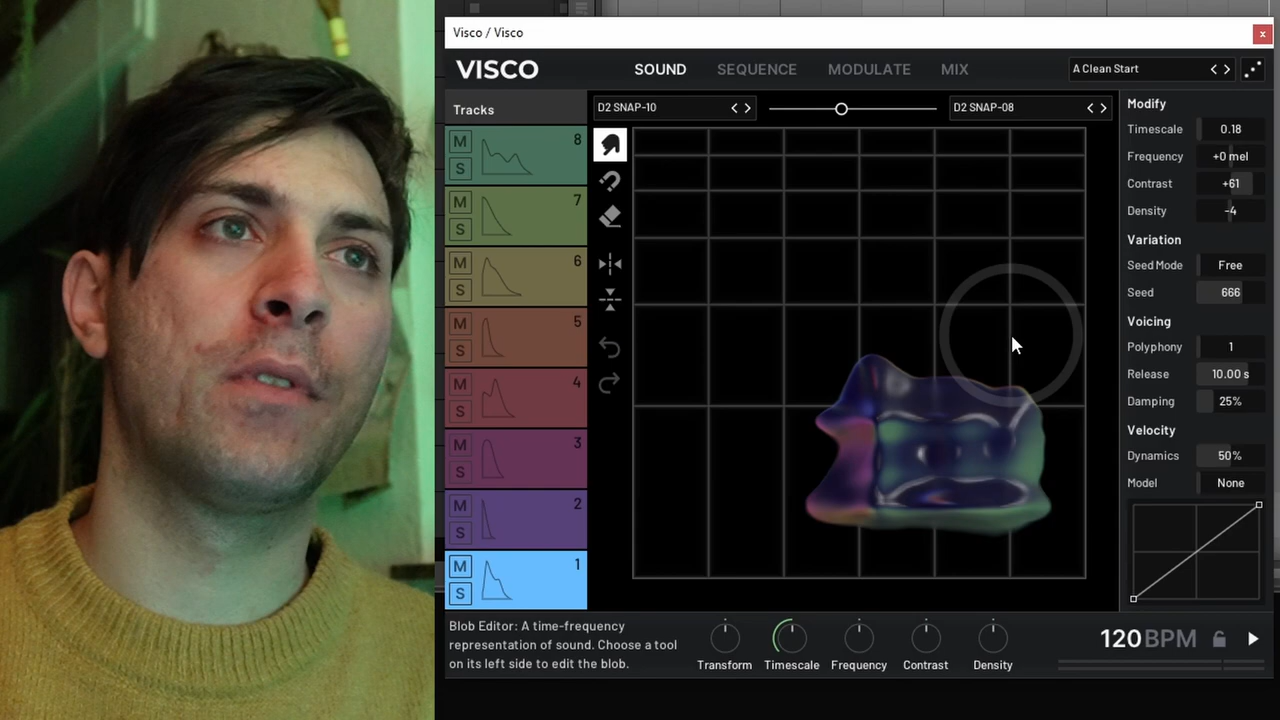 Visco / Visco
x
VISCO
SOUND
SEQUENCE
MODULATE
MIX
A Clean Start
Tracks
D2 SNAP-10
D2 SNAP-08
M
S
8
M
S
7
M
S
6
M
S
5
M
S
4
M
S
3
M
S
2
M
S
1
Modify
Timescale 0.18
Frequency +0 mel
Contrast +61
Density -4
Variation
Seed Mode Free
Seed 666
Voicing
Polyphony 1
Release 10.00 s
Damping 25%
Velocity
Dynamics 50%
Model None
Blob Editor: A time-frequency
representation of sound. Choose a tool
on its left side to edit the blob.
Transform
Timescale
Frequency
Contrast
Density
120 BPM